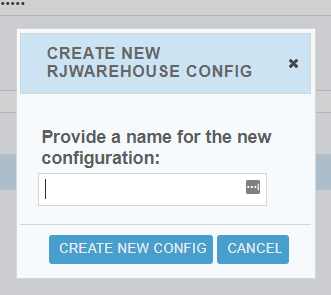 CREATE NEW
RJWAREHOUSE CONFIG
Provide a name for the new
configuration:
CREATE NEW CONFIG
CANCEL